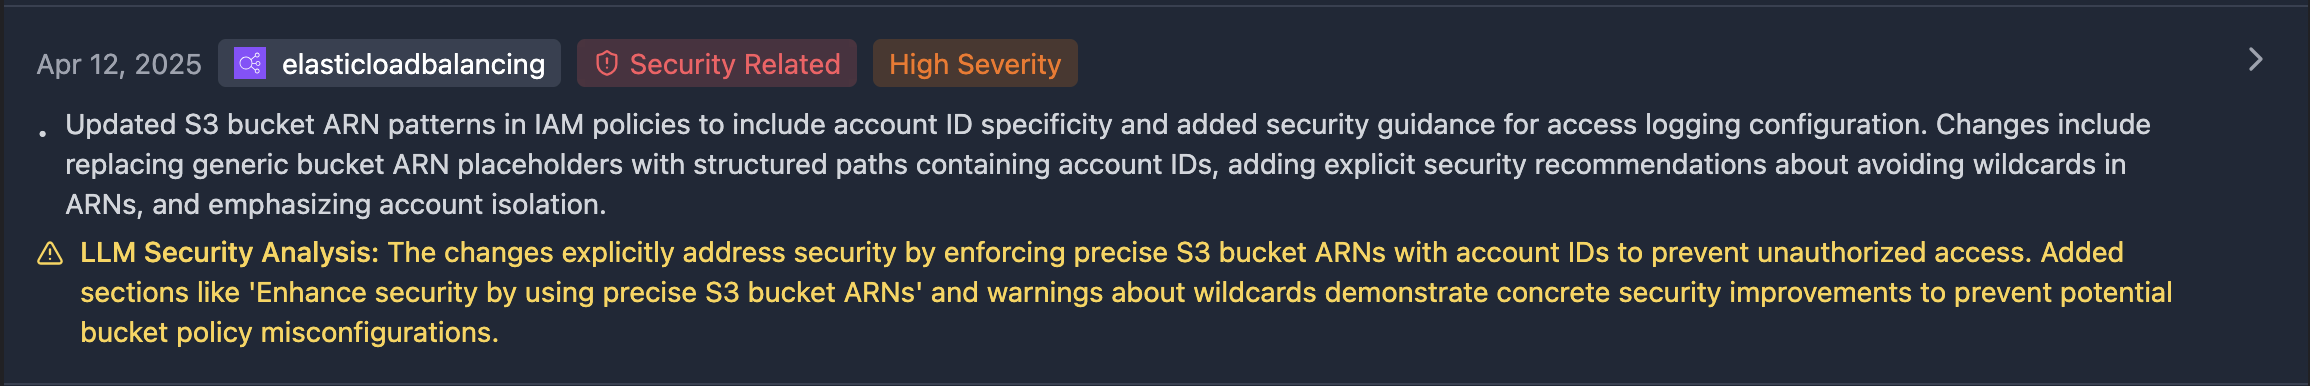 Apr 12, 2025 elasticloadbalancing Security Related High Severity
• Updated S3 bucket ARN patterns in IAM policies to include account ID specificity and added security guidance for access logging configuration. Changes include
replacing generic bucket ARN placeholders with structured paths containing account IDs, adding explicit security recommendations about avoiding wildcards in
ARNs, and emphasizing account isolation.
LLM Security Analysis: The changes explicitly address security by enforcing precise S3 bucket ARNs with account IDs to prevent unauthorized access. Added
sections like 'Enhance security by using precise S3 bucket ARNs' and warnings about wildcards demonstrate concrete security improvements to prevent potential
bucket policy misconfigurations.